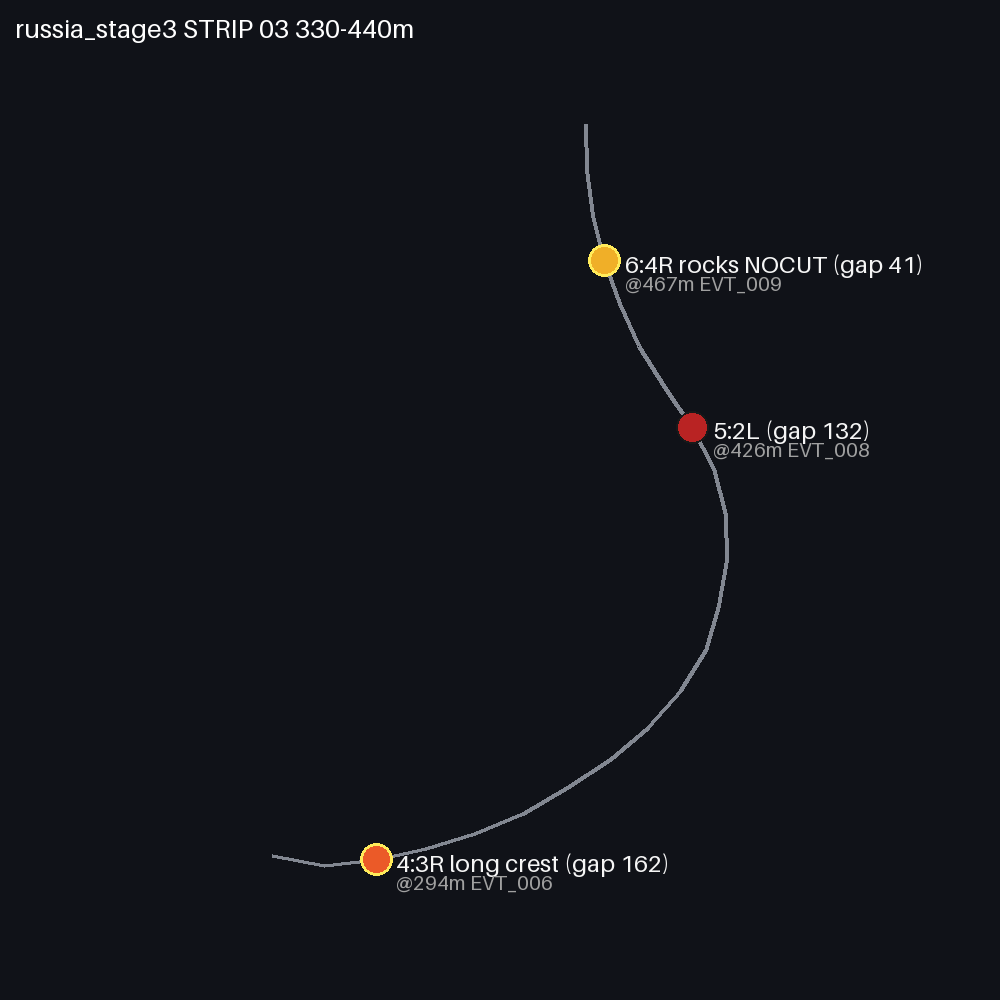 russia_stage3 STRIP 03 330-440m
6:4R rocks NOCUT (gap 41)
@467m EVT_009
5:2L (gap 132)
@426m EVT_008
4:3R long crest (gap 162)
@294m EVT_006